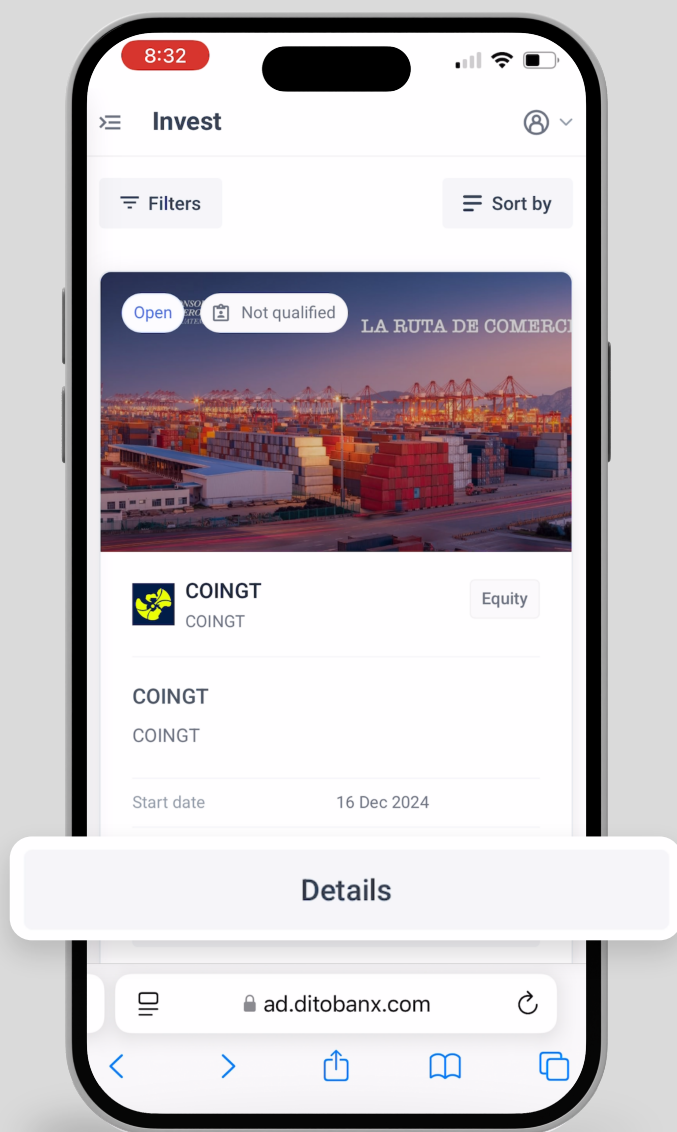 8:32
Invest
Filters
Sort by
Open
Not qualified
LA RUTA DE COMERCI
COINGT
COINGT
Equity
COINGT
COINGT
Start date
16 Dec 2024
Details
ad.ditobanx.com